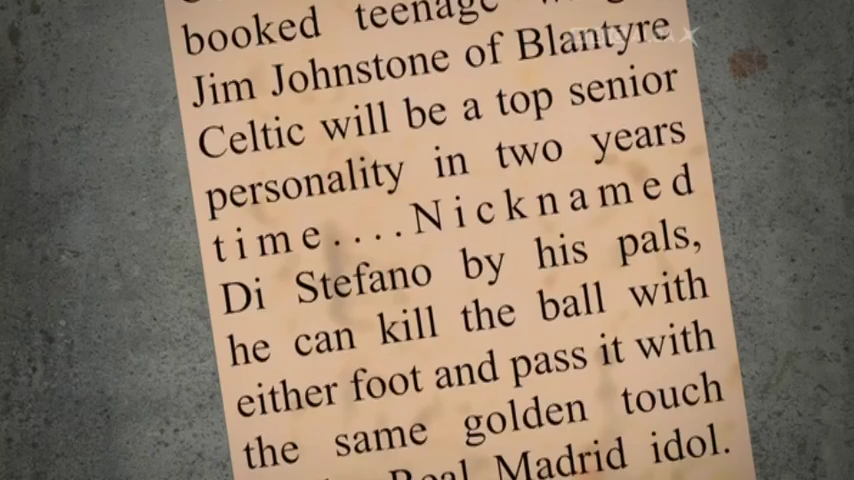 booked teenage
Jim Johnstone of Blantyre
Celtic will be a top senior
personality in two years
time....Nicknamed
Di Stefano by his pals,
he can kill the ball with
either foot and pass it with
the same golden touch
Real Madrid idol.